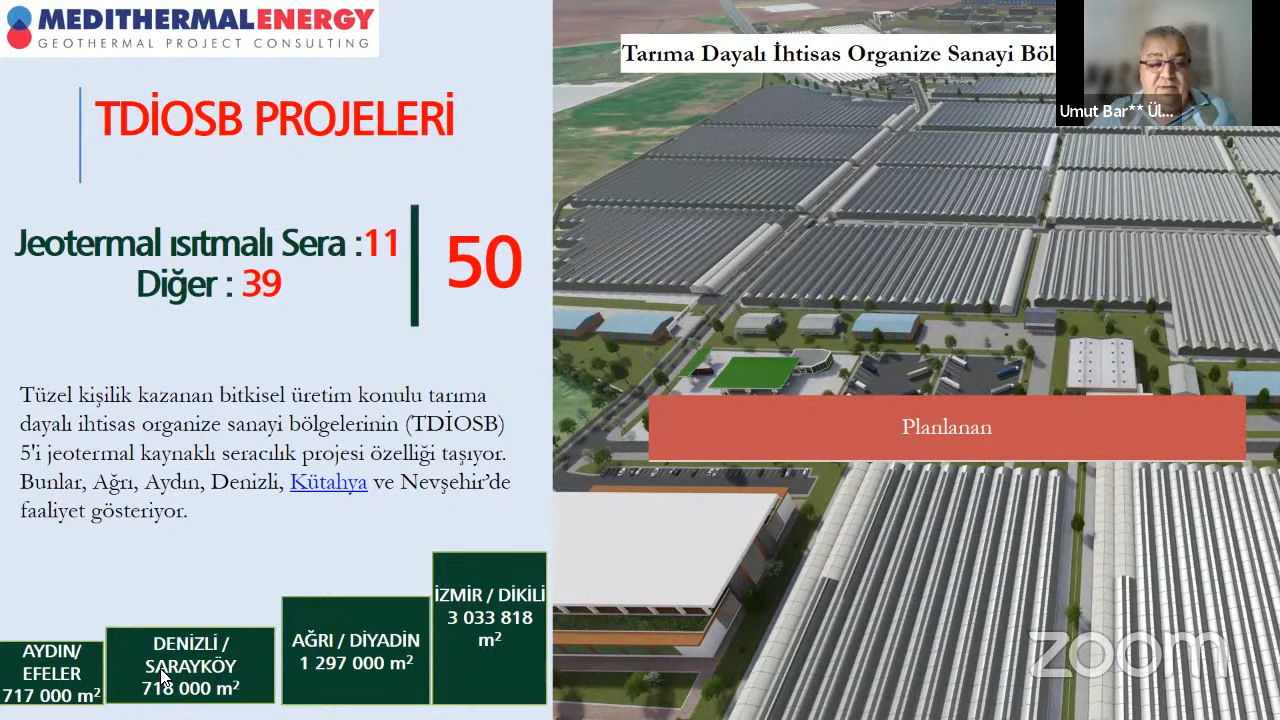 MEDITHERMAL ENERGY
GEOTHERMAL PROJECT CONSULTING
TDİOSB PROJELERİ
Jeotermal ısıtmalı Sera :11
Diğer : 39
50
Tüzel kişilik kazanan bitkisel üretim konulu tarıma
dayalı ihtisas organize sanayi bölgelerinin (TDİOSB)
5'i jeotermal kaynaklı seracılık projesi özelliği taşıyor.
Bunlar, Ağrı, Aydın, Denizli, Kütahya ve Nevşehir’de
faaliyet gösteriyor.
AYDIN/
EFELER
717 000 m²
DENİZLİ /
SARAYKÖY
718 000 m²
AĞRI / DİYADİN
1 297 000 m²
İZMİR / DİKİLİ
3 033 818
m²
Tarıma Dayalı İhtisas Organize Sanayi Böl
Umut Bar** Ül...
Planlanan
zoom